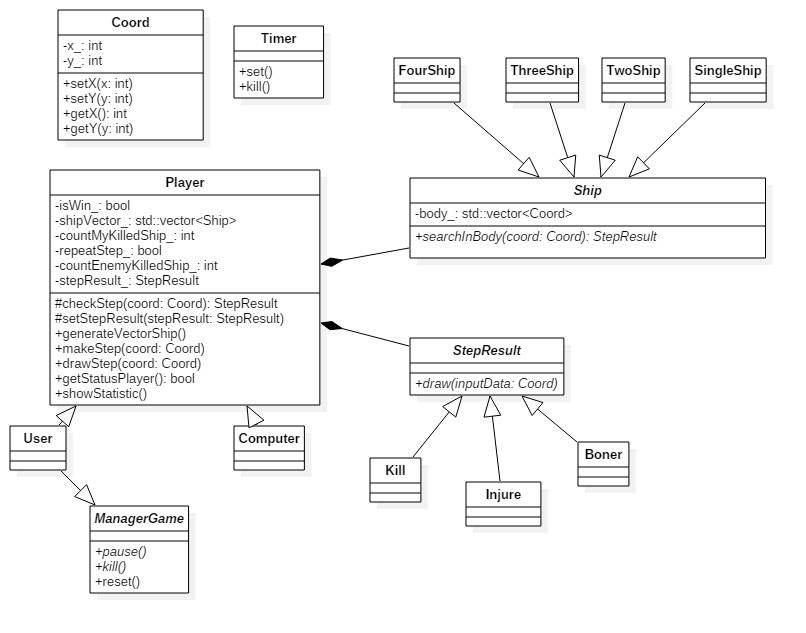 Coord
-x_: int
-y_: int
+setX(x: int)
+setY(y: int)
+getX(): int
+getY(y: int)
Timer
+set()
+kill()
FourShip
ThreeShip
TwoShip
SingleShip
Player
-isWin_: bool
-shipVector_: std::vector<Ship>
-countMyKilledShip_: int
-repeatStep_: bool
-countEnemyKilledShip_: int
-stepResult_: StepResult
#checkStep(coord: Coord): StepResult
#setStepResult(stepResult: StepResult)
+generateVectorShip()
+makeStep(coord: Coord)
+drawStep(coord: Coord)
+getStatusPlayer(): bool
+showStatistic()
Ship
-body_: std::vector<Coord>
+searchInBody(coord: Coord): StepResult
StepResult
+draw(inputData: Coord)
User
Computer
Kill
Injure
Boner
ManagerGame
+pause()
+kill()
+reset()